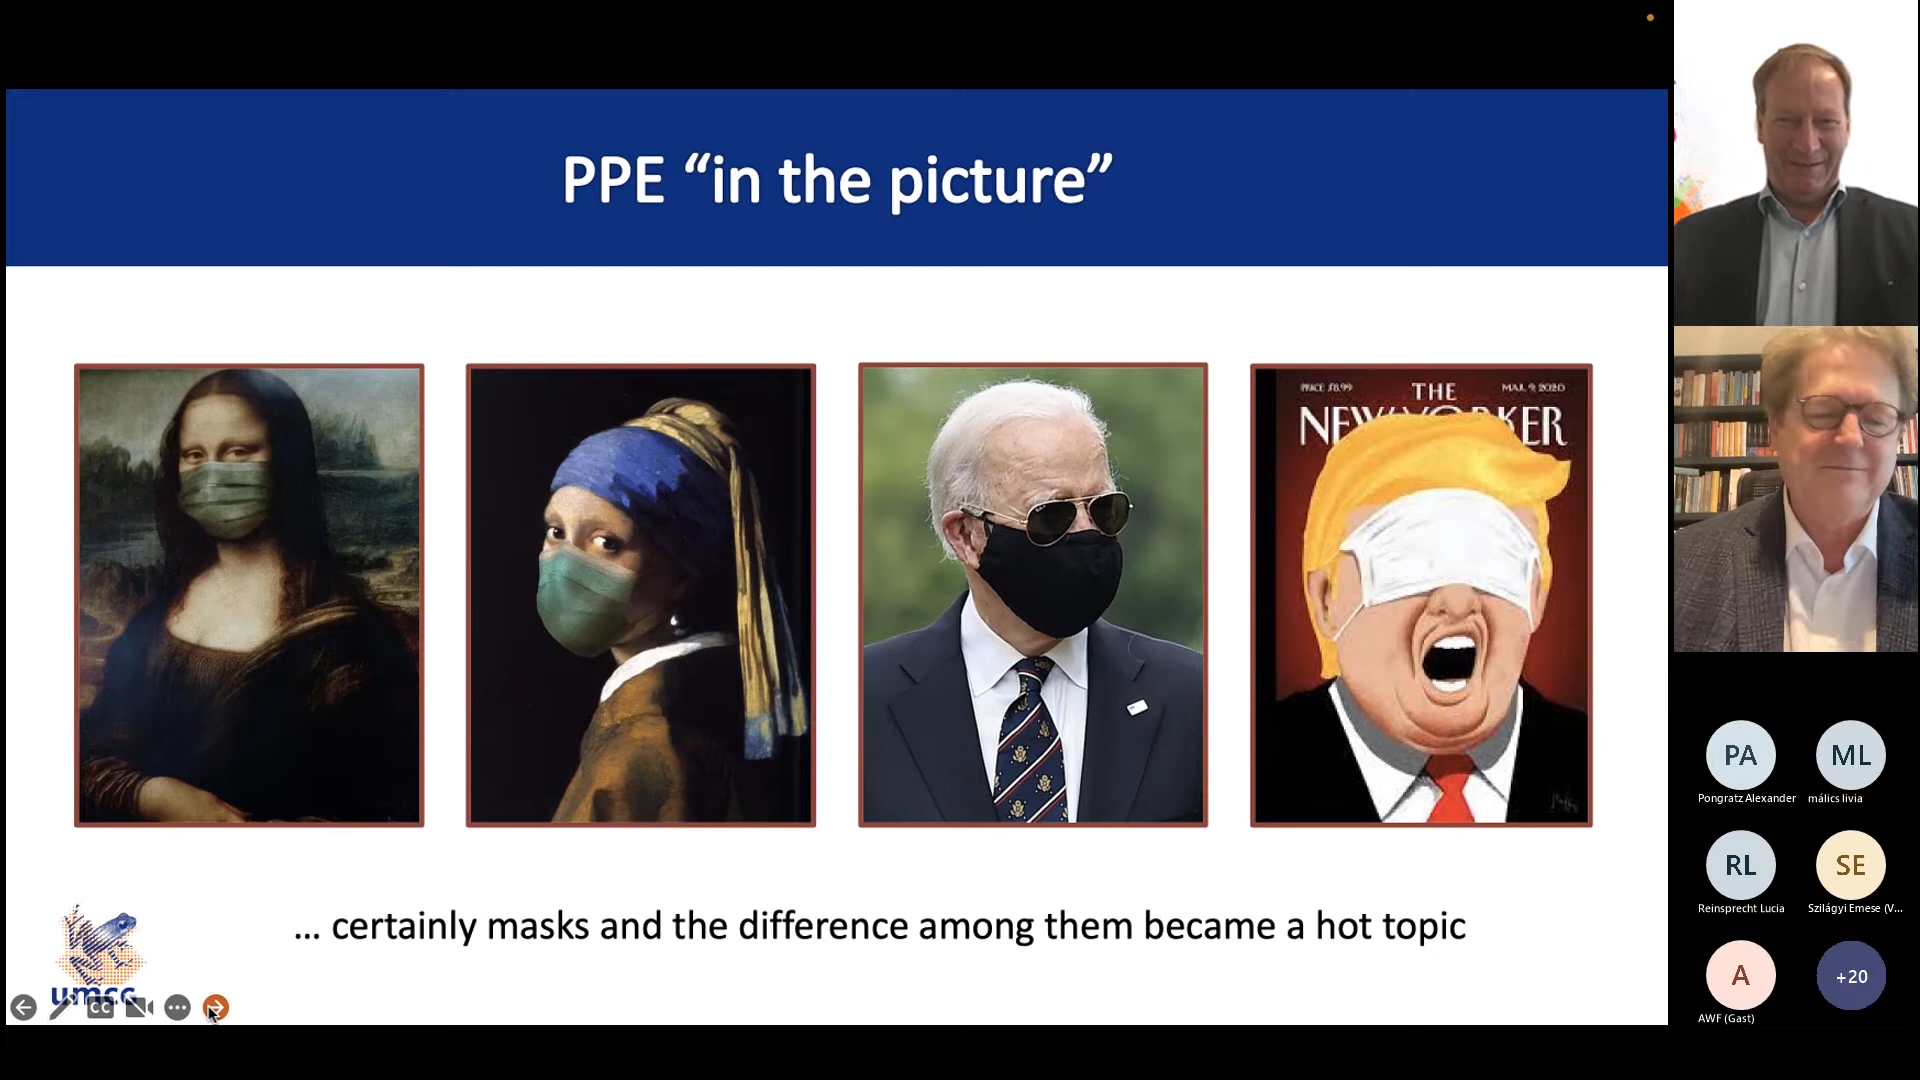 PPE “in the picture”
PRICE $8.99
THE
MAR. 9, 2020
NEW YORKER
... certainly masks and the difference among them became a hot topic
umcg
CC
PA
ML
Pongratz Alexander
málics lívia
RL
SE
Reinsprecht Lucia
Szilágyi Emese (V...
A
+20
AWF (Gast)